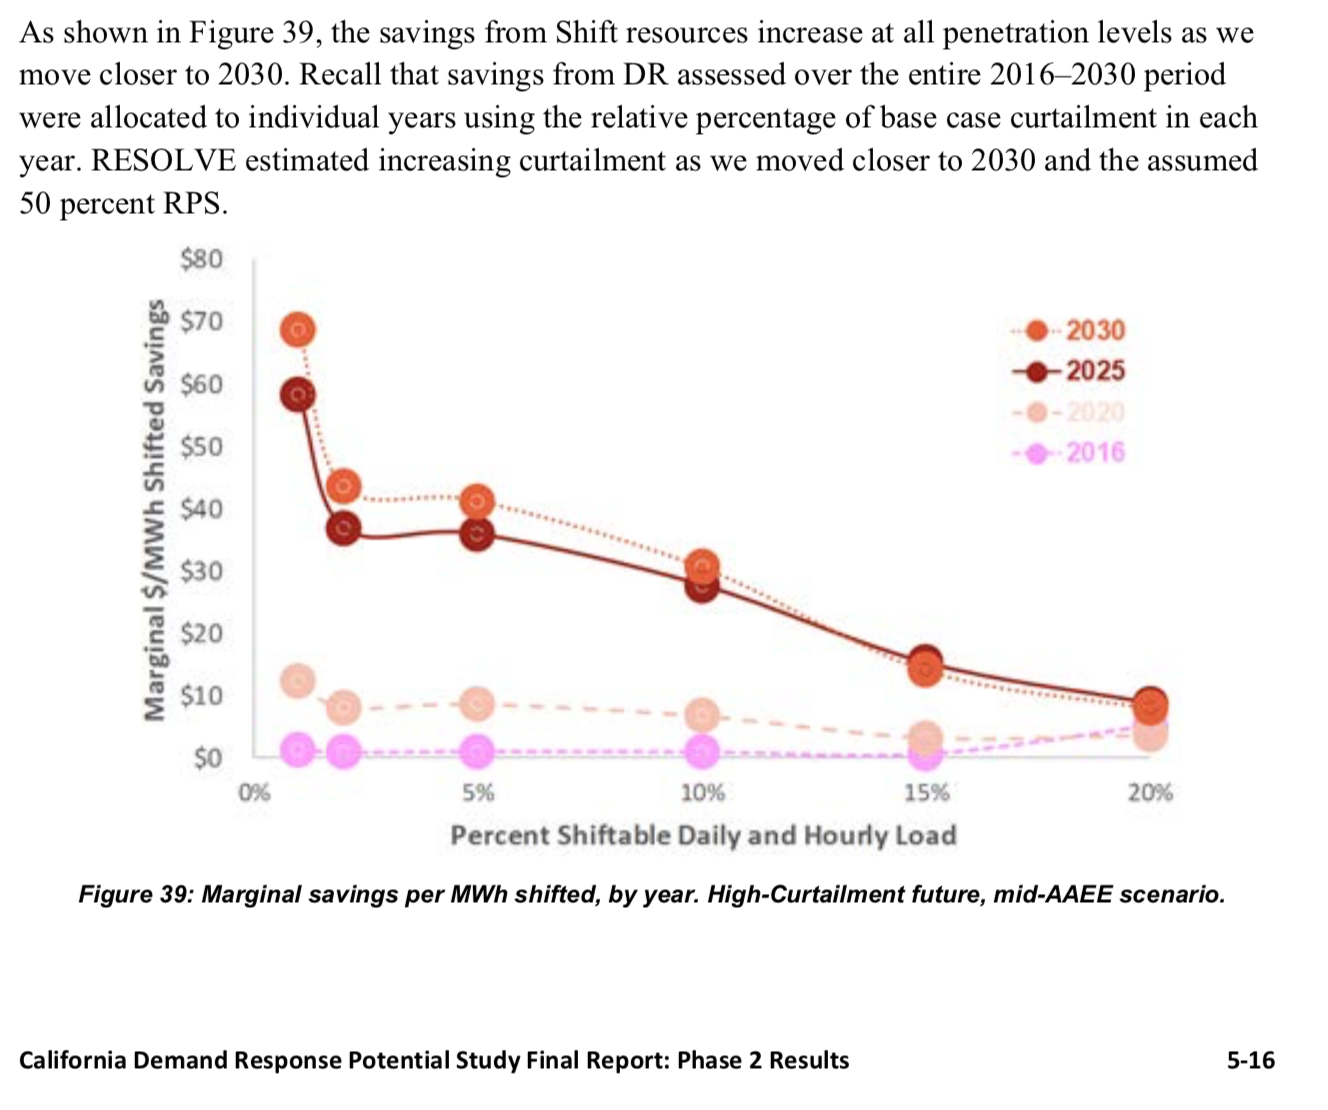 As shown in Figure 39, the savings from Shift resources increase at all penetration levels as we
move closer to 2030. Recall that savings from DR assessed over the entire 2016–2030 period
were allocated to individual years using the relative percentage of base case curtailment in each
year. RESOLVE estimated increasing curtailment as we moved closer to 2030 and the assumed
50 percent RPS.
Marginal $/MWh Shifted Savings
$80
$70
$60
$50
$40
$30
$20
$10
$0
2030
2025
2020
2016
0% 5% 10% 15% 20%
Percent Shiftable Daily and Hourly Load
Figure 39: Marginal savings per MWh shifted, by year. High-Curtailment future, mid-AAEE scenario.
California Demand Response Potential Study Final Report: Phase 2 Results 5-16